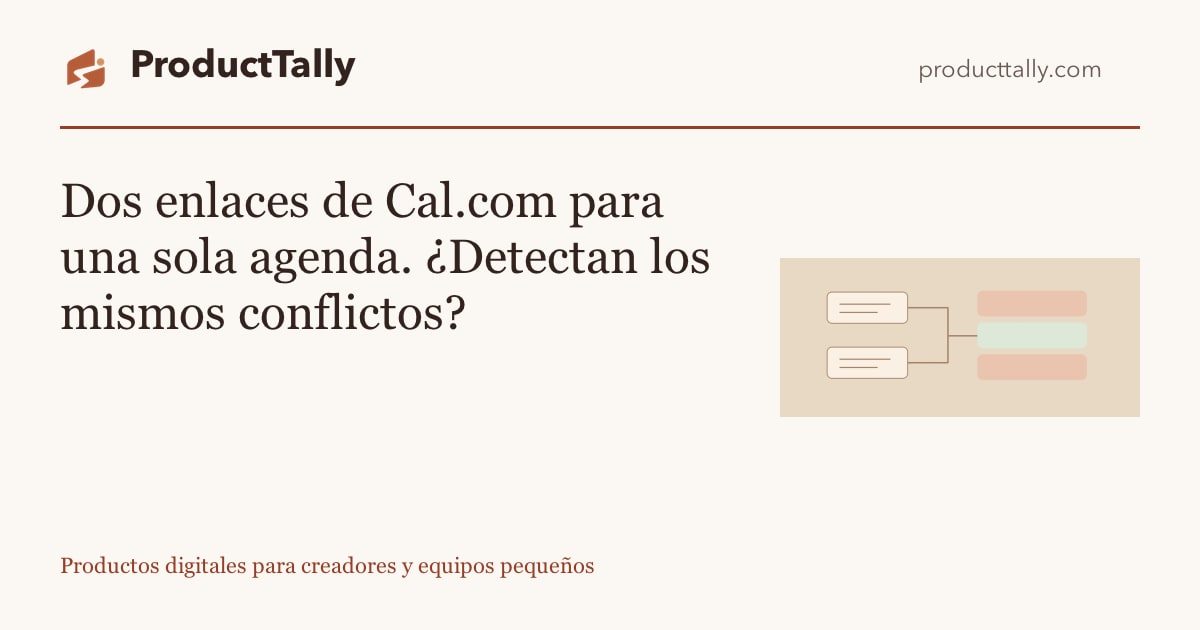 ProductTally
producttally.com
Dos enlaces de Cal.com para
una sola agenda. ¿Detectan los
mismos conflictos?
Productos digitales para creadores y equipos pequeños